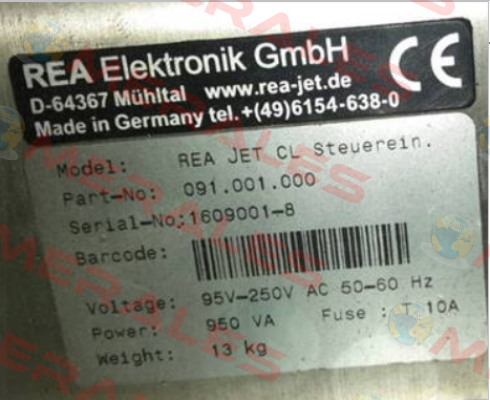 REA Elektronik GmbH
D-64367 Mühltal www.rea-jet.de
Made in Germany tel.+(49)6154-638-0
CE
Model: REA JET CL Steuerein.
Part-No: 091.001.000
Serial-No:1609001-8
Barcode:
Voltage: 95V-250V AC 50-60 Hz
Power: 950 VA Fuse : T 10A
Weight: 13 kg